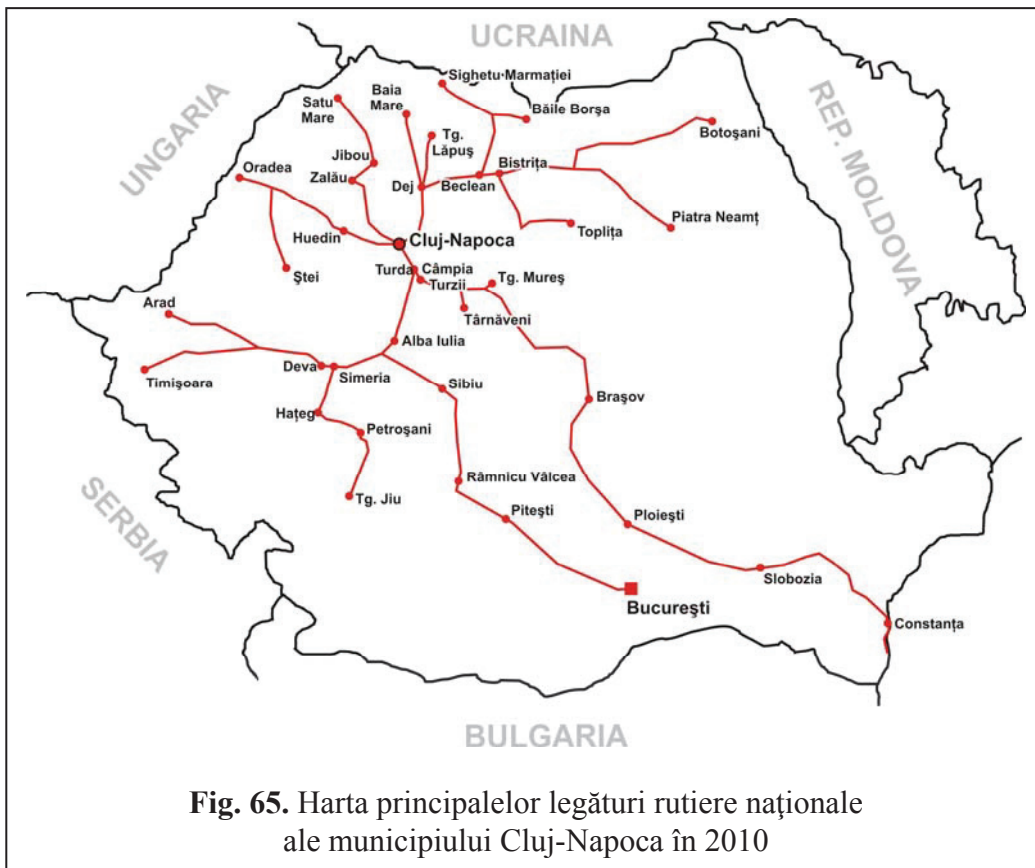 UCRAINA
Sighetu-Marmației
Baia
Mare
Satu
Mare
Băile Borșa
UNGARIA
REP. MOLDOVA
Tg.
Lăpuș
Botoșani
Jibou
Oradea
Zalău
Dej
Beclean
Bistrița
Piatra Neamț
Toplița
Huedin
Cluj-Napoca
Ștei
Turda
Câmpia
Turzii
Tg. Mureș
Târnăveni
Arad
Alba Iulia
Timișoara
Deva
Simeria
Sibiu
Brașov
Hațeg
Petroșani
Râmnicu Vâlcea
Tg. Jiu
SERBIA
Pitești
Ploiești
Slobozia
București
Constanța
BULGARIA
Fig. 65. Harta principalelor legături rutiere naţionale
ale municipiului Cluj-Napoca în 2010